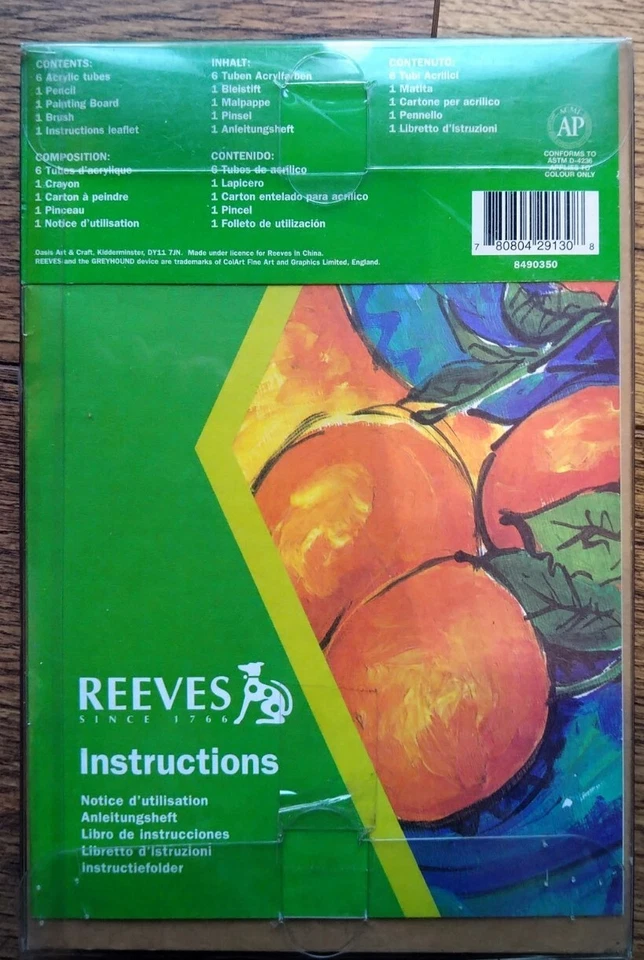 CONTENTS:
6 Acrylic tubes
1 Pencil
1 Painting Board
1 Brush
1 Instructions leaflet
INHALT:
6 Tuben Acrylfarben
1 Bleistift
1 Malpappe
1 Pinsel
1 Anleitungsheft
CONTENUTO:
6 Tubi Acrilici
1 Matita
1 Cartone per acrilico
1 Pennello
1 Libretto d'istruzioni
COMPOSITION:
6 Tubes d'acrylique
1 Crayon
1 Carton à peindre
1 Pinceau
1 Notice d'utilisation
CONTENIDO:
6 Tubos de acrílico
1 Lapicero
1 Carton entelado para acrílico
1 Pincel
1 Folleto de utilización
ACMI
AP
CONFORMS TO
ASTM D-4236
APPLIES TO
COLOUR ONLY
7 80804 29130 8
8490350
Oasis Art & Craft, Kidderminster, DY11 7JN. Made under licence for Reeves in China.
REEVES and the GREYHOUND device are trademarks of ColArt Fine Art and Graphics Limited, England.
REEVES
SINCE 1766
Instructions
Notice d'utilisation
Anleitungsheft
Libro de instrucciones
Libretto d'istruzioni
instructiefolder